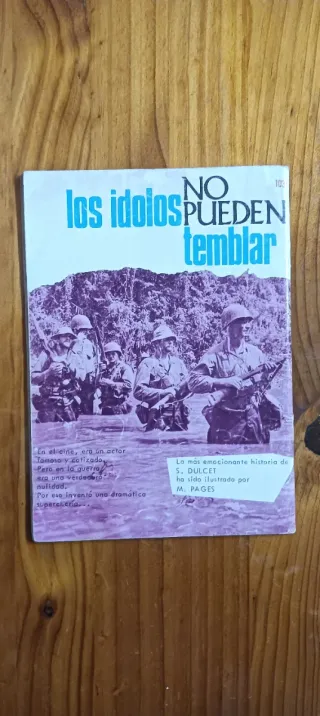 los idolos NO PUEDEN
temblar
En el cine, era un actor
famoso y cotizado.
Pero en la guerra,
era una verdadera
nulidad.
Por eso inventó una dramática
superchería...
La más emocionante historia de
S. DULCET
ha sido ilustrada por
M. PAGES